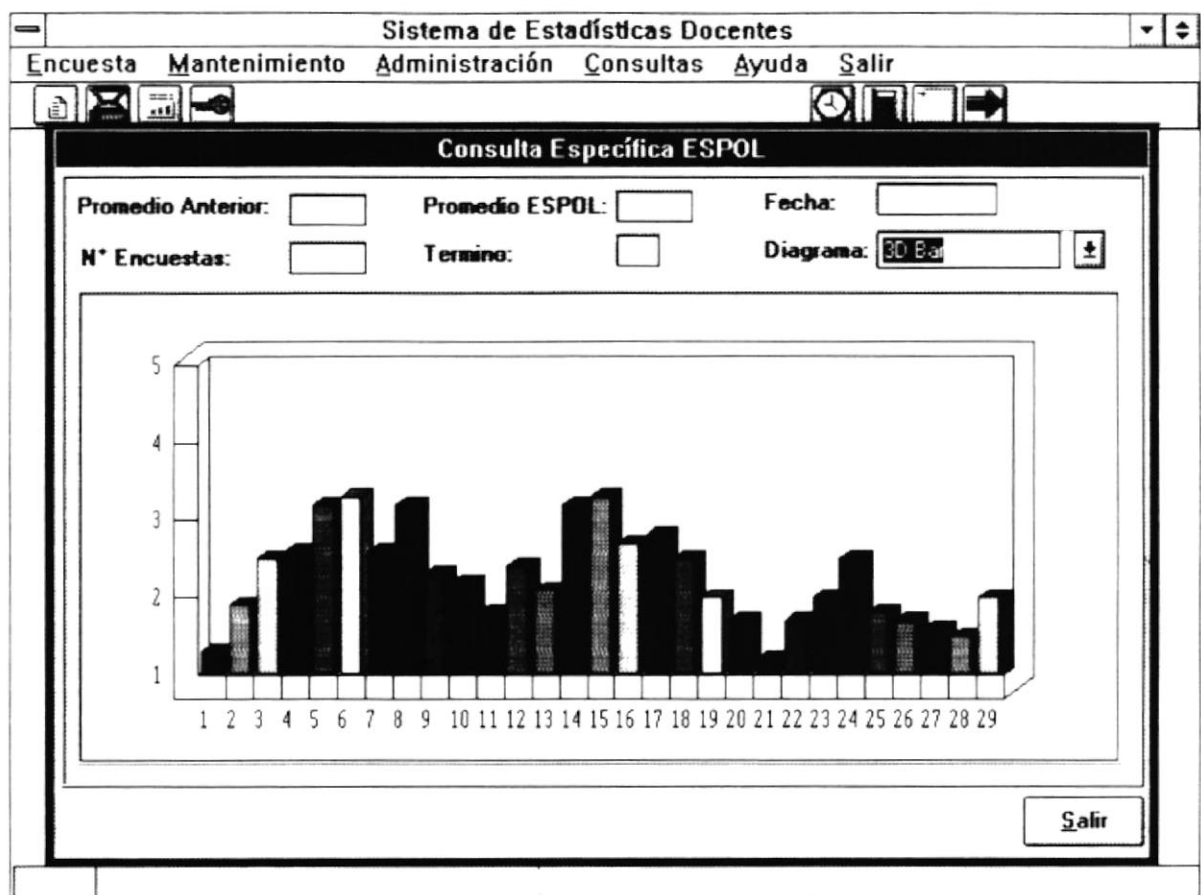 Sistema de Estadísticas Docentes
Encuesta Mantenimiento Administración Consultas Ayuda Salir
Consulta Específica ESPOL
Promedio Anterior: Promedio ESPOL: Fecha:
N° Encuestas: Termino: Diagrama: 3D Bar
5
4
3
2
1
1 2 3 4 5 6 7 8 9 10 11 12 13 14 15 16 17 18 19 20 21 22 23 24 25 26 27 28 29
Salir